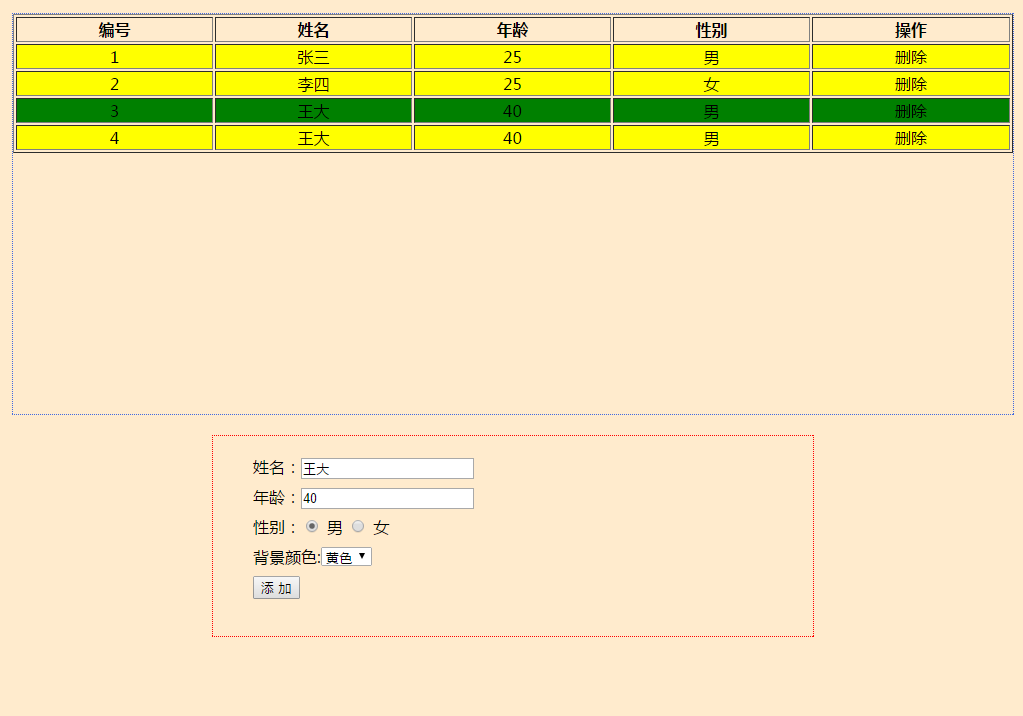 编号 姓名 年龄 性别 操作
1 张三 25 男 删除
2 李四 25 女 删除
3 王大 40 男 删除
4 王大 40 男 删除
姓名：王大
年龄：40
性别： 男 女
背景颜色:黄色
添 加